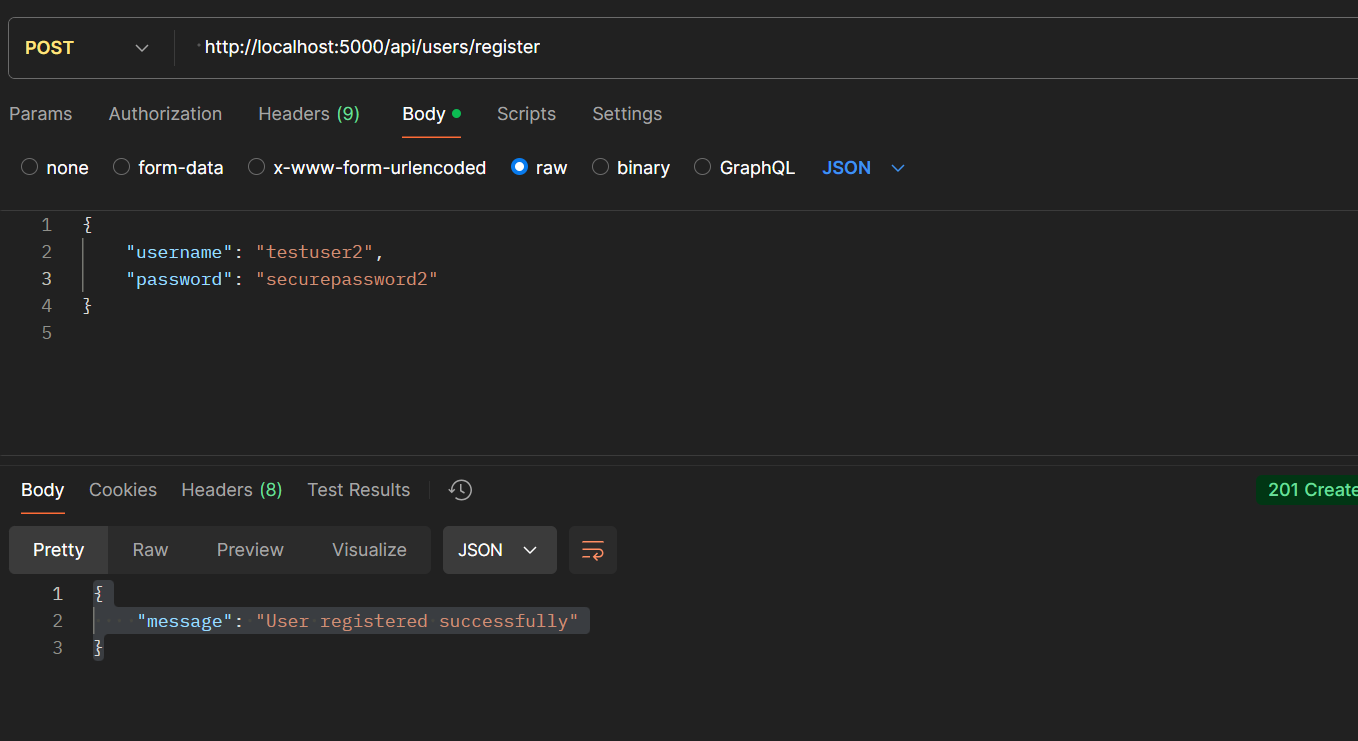 POST http://localhost:5000/api/users/register
Params Authorization Headers (9) Body Scripts Settings
none form-data x-www-form-urlencoded raw binary GraphQL JSON
1 {
2 "username": "testuser2",
3 "password": "securepassword2"
4 }
5
Body Cookies Headers (8) Test Results 201 Create
Pretty Raw Preview Visualize JSON
1 {
2 "message": "User registered successfully"
3 }